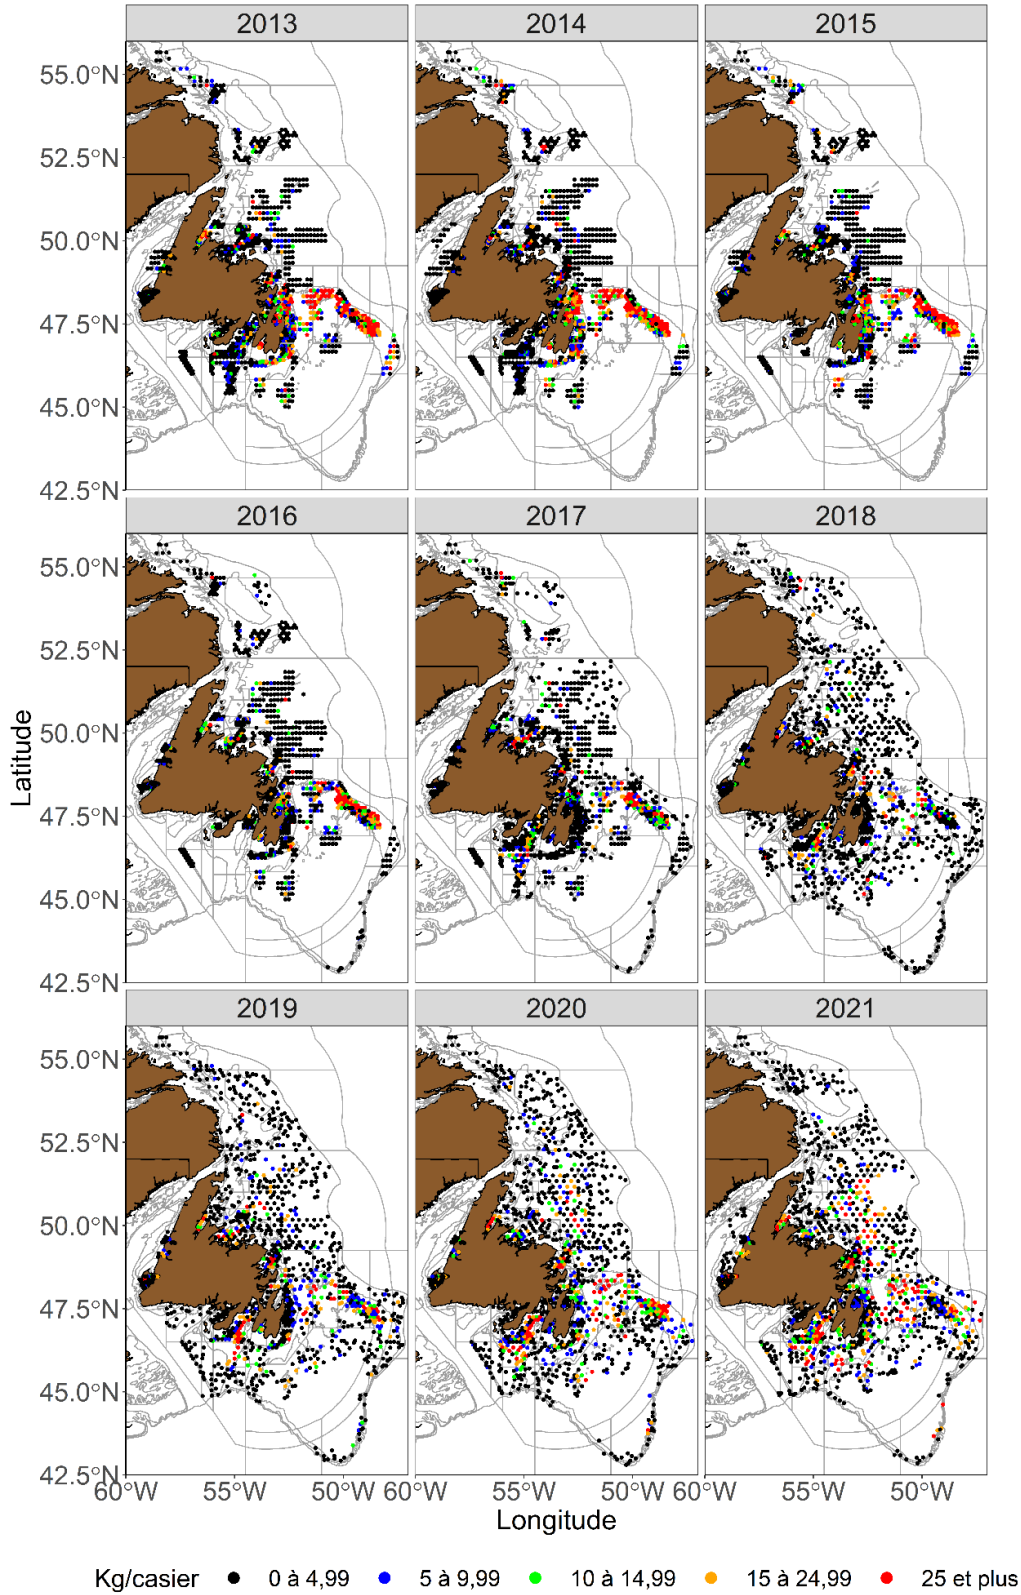 2013 2014 2015
55.0°N
52.5°N
50.0°N
47.5°N
45.0°N
42.5°N
2016 2017 2018
55.0°N
52.5°N
50.0°N
47.5°N
45.0°N
42.5°N
Latitude
2019 2020 2021
55.0°N
52.5°N
50.0°N
47.5°N
45.0°N
42.5°N
60°W 55°W 50°W 60°W 55°W 50°W 60°W 55°W 50°W
Longitude
Kg/casier 0 à 4,99 5 à 9,99 10 à 14,99 15 à 24,99 25 et plus